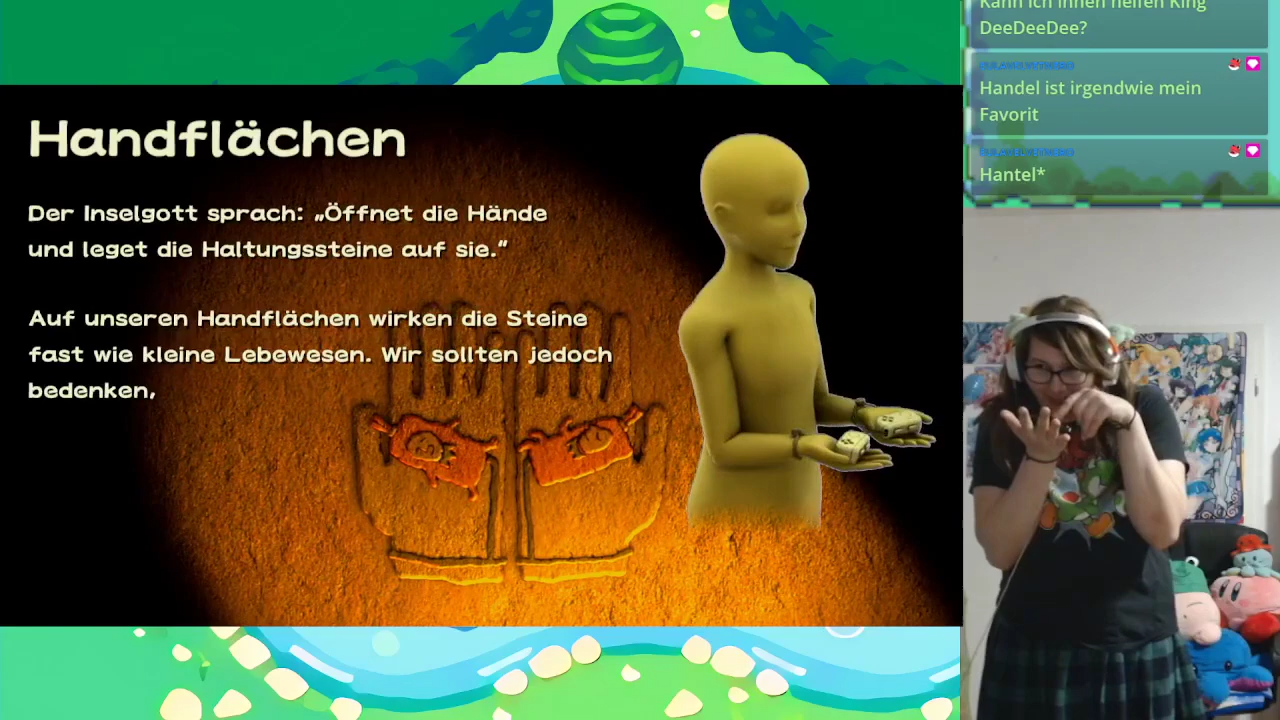 Handflächen
Der Inselgott sprach: „Öffnet die Hände
und leget die Haltungssteine auf sie.“
Auf unseren Handflächen wirken die Steine
fast wie kleine Lebewesen. Wir sollten jedoch
bedenken,
Kann ich ihnen helfen King
DeeDeeDee?
Handel ist irgendwie mein
Favorit
Hantel*